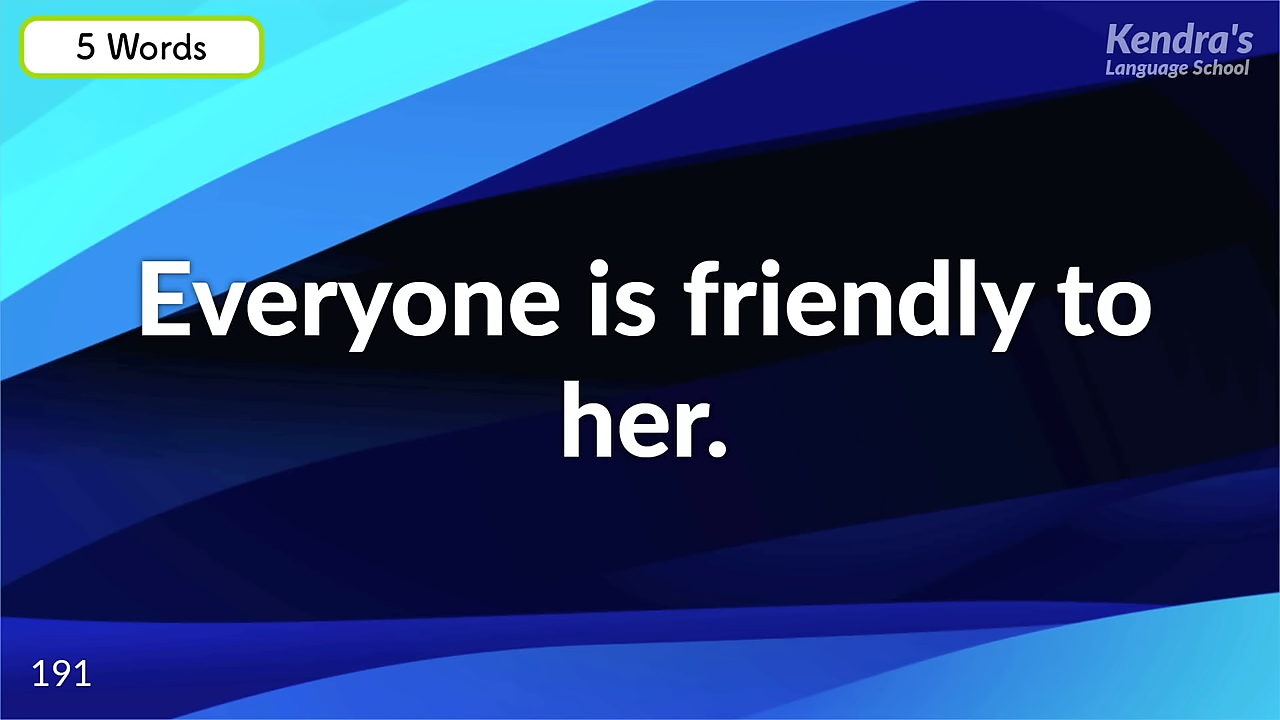 5 Words
Kendra's
Language School
Everyone is friendly to
her.
191